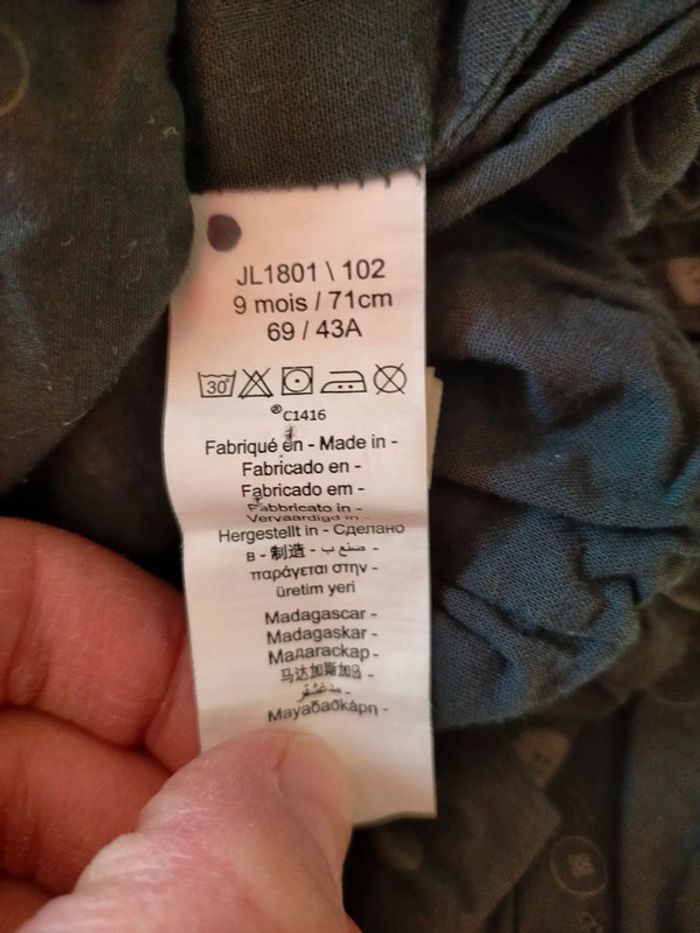 JL1801 \ 102
9 mois / 71cm
69 / 43A
30°
®C1416
Fabriqué en - Made in -
Fabricado en -
Fabricado em -
Fabbricato in -
Vervaardigd in -
Hergestellt in - Сделано
в - 制造 - صنع ب -
παράγεται στην -
üretim yeri
Madagascar -
Madagaskar -
Мадагаскар -
马达加斯加岛 -
مدغشقر -
Μαγαδαδκάρη -